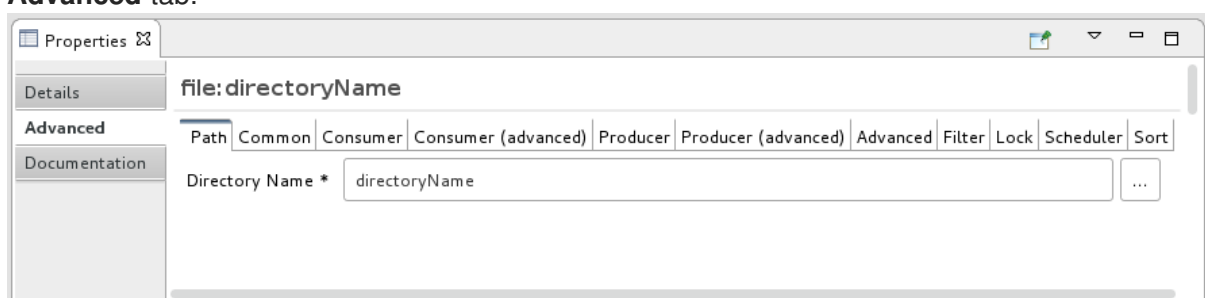 Advanced tab.
Properties
Details
Advanced
Documentation
file:directoryName
Path Common Consumer Consumer (advanced) Producer Producer (advanced) Advanced Filter Lock Scheduler Sort
Directory Name * directoryName ...